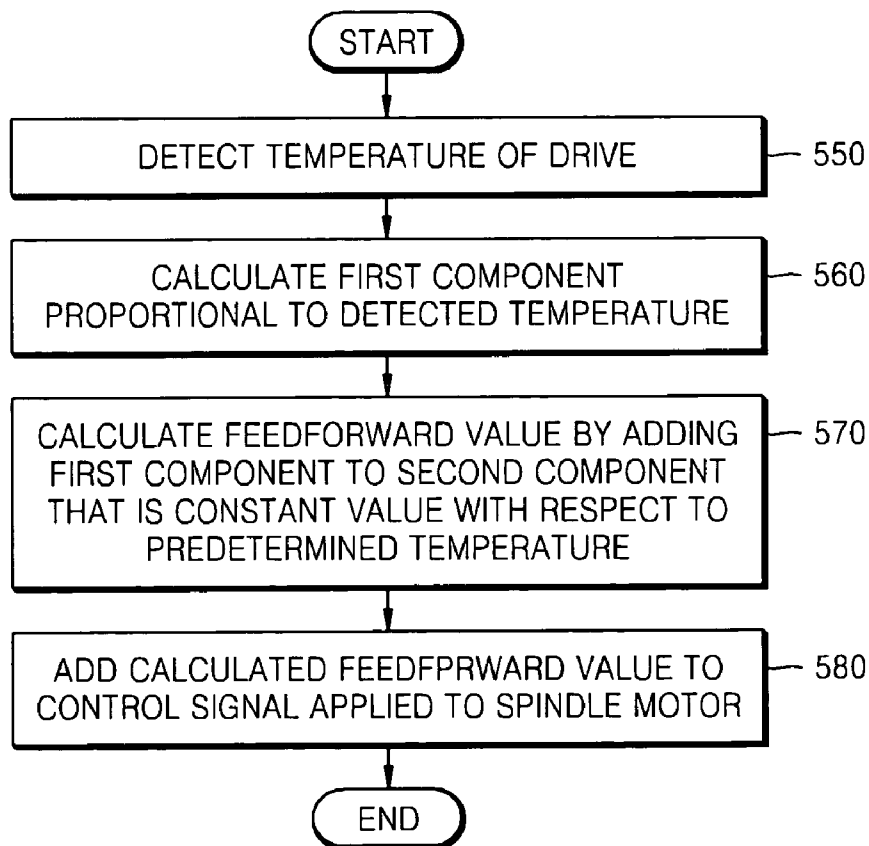 START
DETECT TEMPERATURE OF DRIVE
550
CALCULATE FIRST COMPONENT
PROPORTIONAL TO DETECTED TEMPERATURE
560
CALCULATE FEEDFORWARD VALUE BY ADDING
FIRST COMPONENT TO SECOND COMPONENT
THAT IS CONSTANT VALUE WITH RESPECT TO
PREDETERMINED TEMPERATURE
570
ADD CALCULATED FEEDFPRWARD VALUE TO
CONTROL SIGNAL APPLIED TO SPINDLE MOTOR
580
END